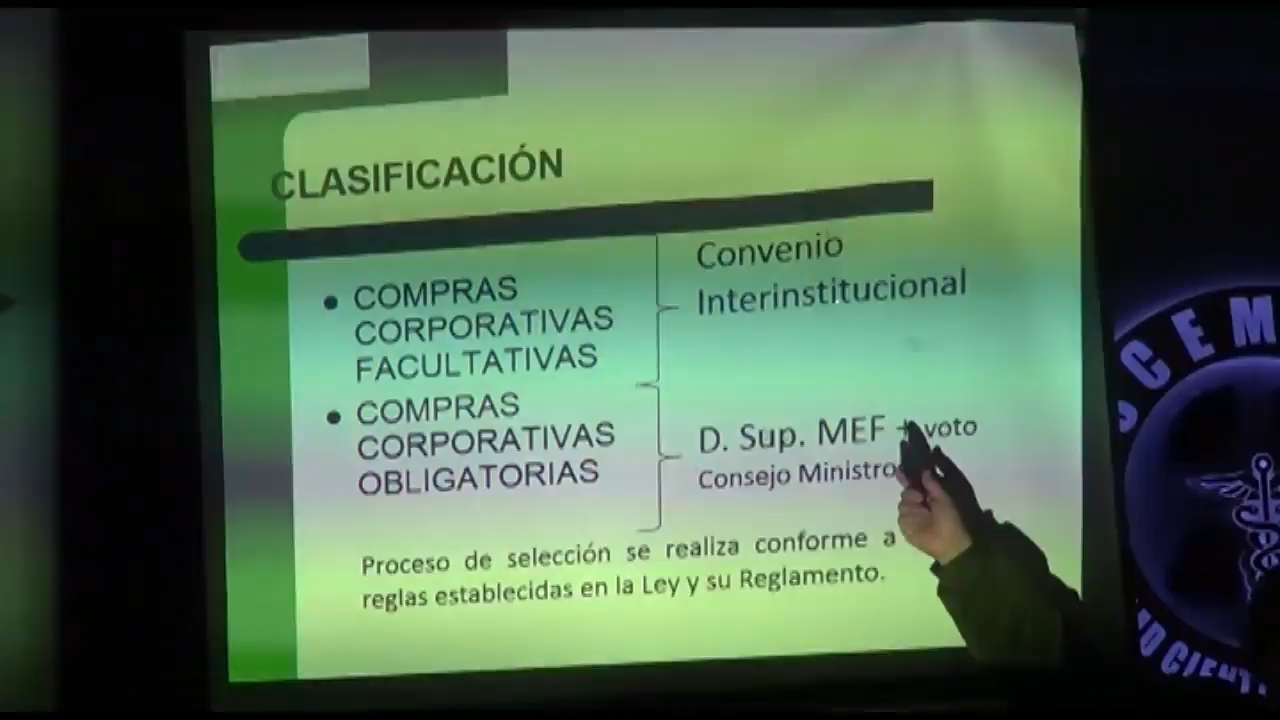 CLASIFICACIÓN
• COMPRAS
CORPORATIVAS
FACULTATIVAS
Convenio
Interinstitucional
• COMPRAS
CORPORATIVAS
OBLIGATORIAS
D. Sup. MEF + voto
Consejo Ministro
Proceso de selección se realiza conforme a
reglas establecidas en la Ley y su Reglamento.
SCEM